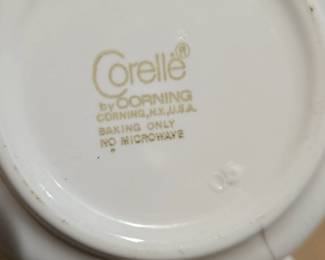 Corelle®
by CORNING
CORNING, N.Y., U.S.A.
BAKING ONLY
NO MICROWAVE